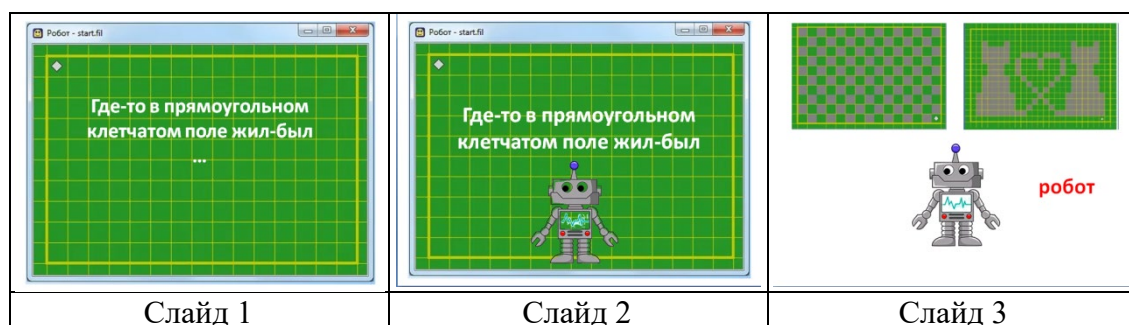 Робот - start.fil
Где-то в прямоугольном
клетчатом поле жил-был
...
Робот - start.fil
Где-то в прямоугольном
клетчатом поле жил-был
робот
Слайд 1
Слайд 2
Слайд 3